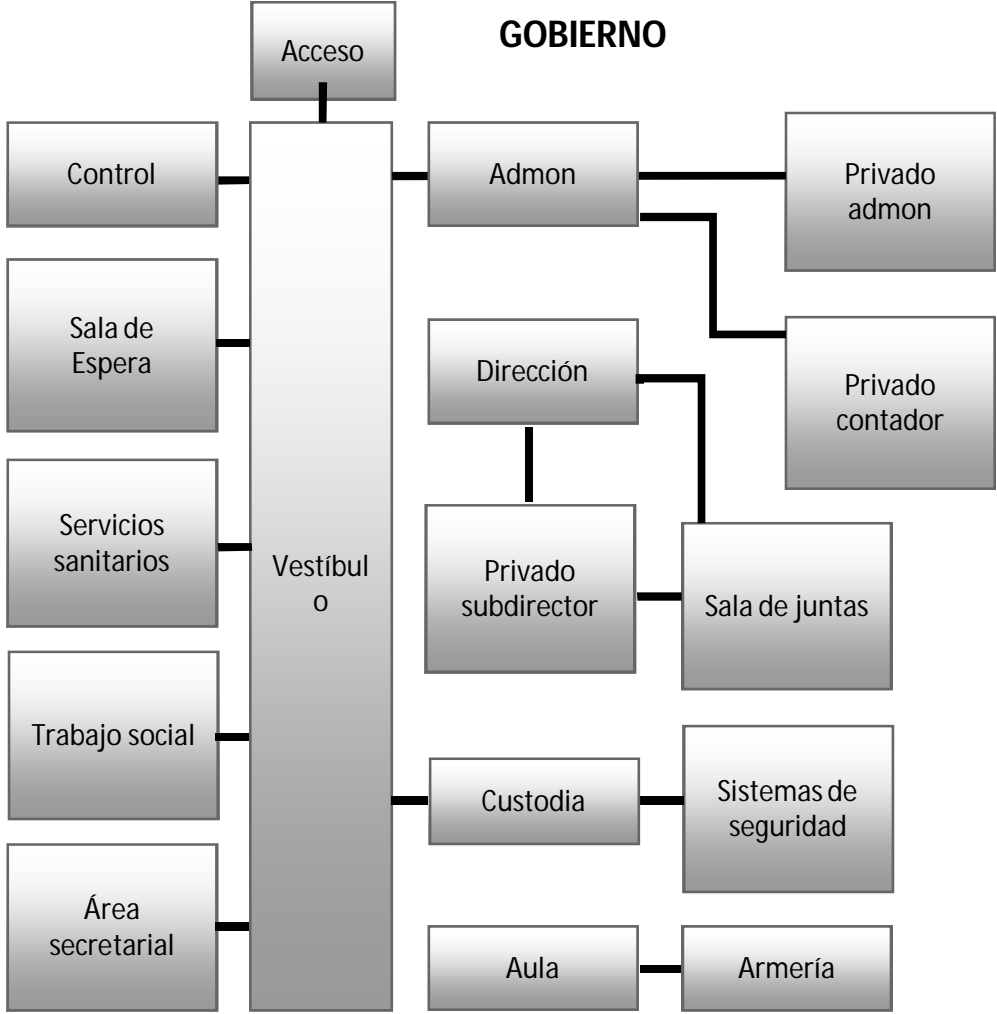 GOBIERNO
Acceso
Control
Admon
Privado
admon
Sala de
Espera
Dirección
Privado
contador
Servicios
sanitarios
Vestíbul
o
Privado
subdirector
Sala de juntas
Trabajo social
Custodia
Sistemas de
seguridad
Área
secretarial
Aula
Armería